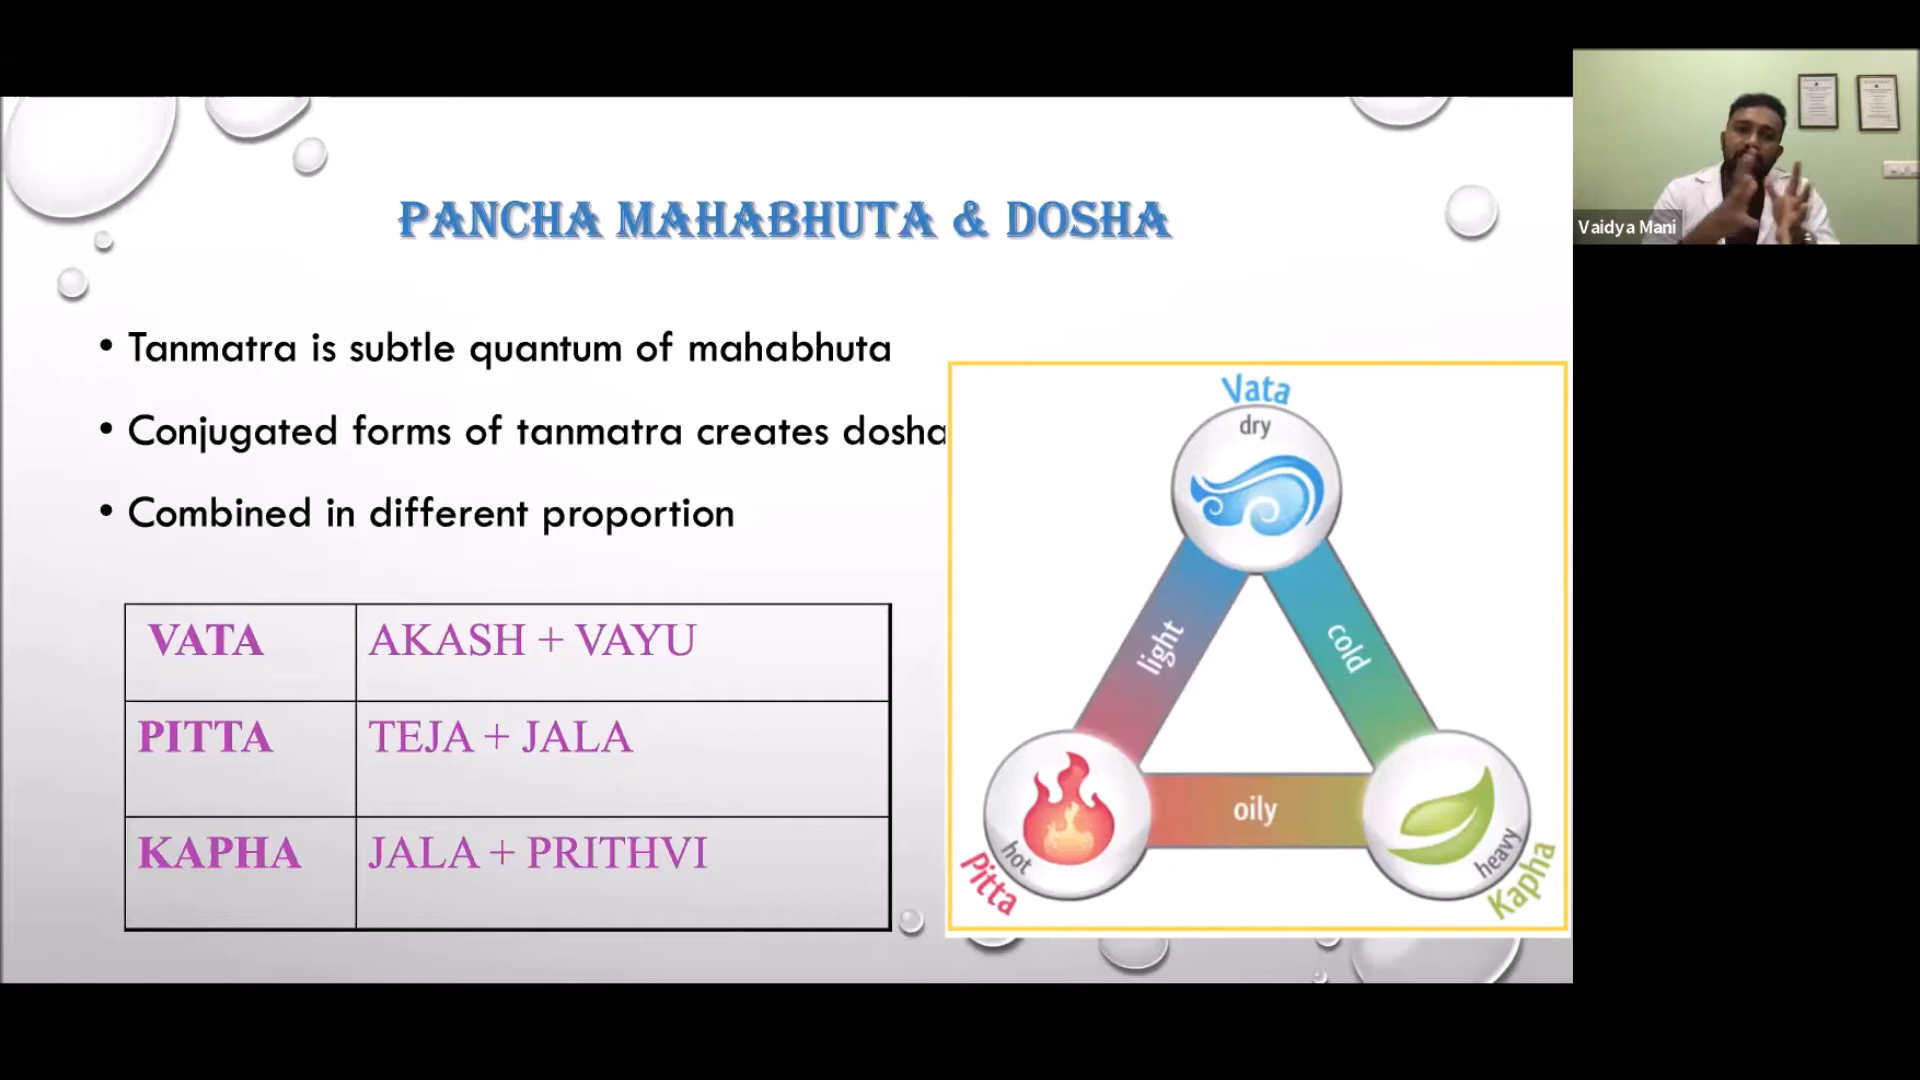 PANCHA MAHABHUTA & DOSHA
Vaidya Mani
• Tanmatra is subtle quantum of mahabhuta
• Conjugated forms of tanmatra creates dosha
• Combined in different proportion
VATA AKASH + VAYU
PITTA TEJA + JALA
KAPHA JALA + PRITHVI
Vata
dry
light
cold
oily
hot
Pitta
heavy
Kapha